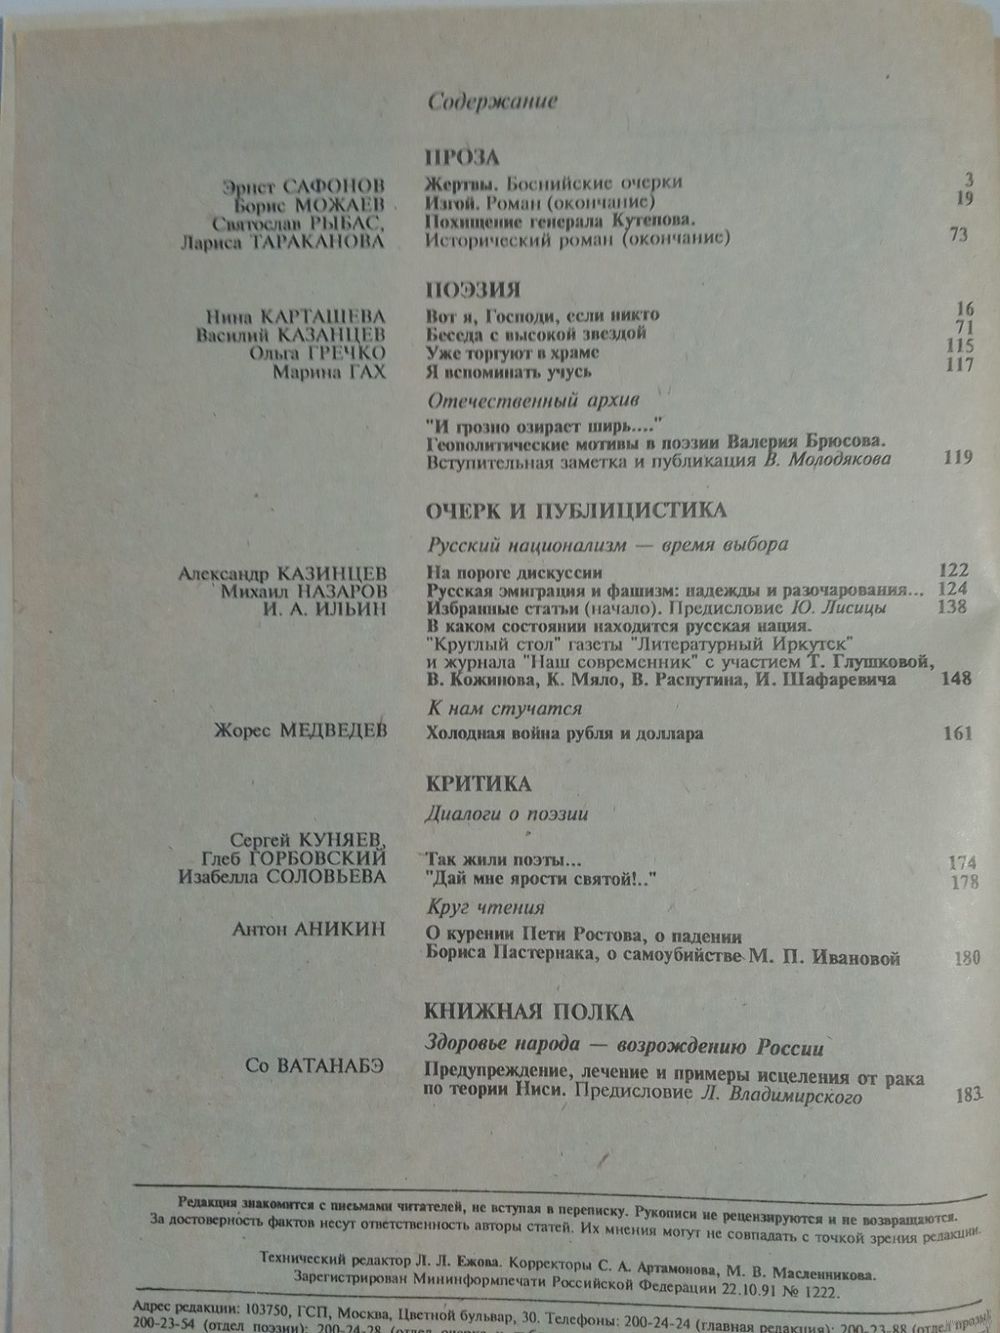 Содержание
ПРОЗА
Эрнст САФОНОВ Жертвы. Боснийские очерки 3
Борис МОЖАЕВ Изгой. Роман (окончание) 19
Святослав РЫБАС, Похищение генерала Кутепова.
Лариса ТАРАКАНОВА Исторический роман (окончание) 73
ПОЭЗИЯ
Нина КАРТАШЕВА Вот я, Господи, если никто 16
Василий КАЗАНЦЕВ Беседа с высокой звездой 71
Ольга ГРЕЧКО Уже торгуют в храме 115
Марина ГАХ Я вспоминать учусь 117
Отечественный архив
"И грозно озирает ширь...."
Геополитические мотивы в поэзии Валерия Брюсова.
Вступительная заметка и публикация В. Молодякова 119
ОЧЕРК И ПУБЛИЦИСТИКА
Русский национализм — время выбора
Александр КАЗИНЦЕВ На пороге дискуссии 122
Михаил НАЗАРОВ Русская эмиграция и фашизм: надежды и разочарования... 124
И. А. ИЛЬИН Избранные статьи (начало). Предисловие Ю. Лисицы 138
В каком состоянии находится русская нация.
"Круглый стол" газеты "Литературный Иркутск"
и журнала "Наш современник" с участием Т. Глушковой,
В. Кожинова, К. Мяло, В. Распутина, И. Шафаревича 148
К нам стучатся
Жорес МЕДВЕДЕВ Холодная война рубля и доллара 161
КРИТИКА
Диалоги о поэзии
Сергей КУНЯЕВ,
Глеб ГОРБОВСКИЙ Так жили поэты... 174
Изабелла СОЛОВЬЕВА "Дай мне ярости святой!.." 178
Круг чтения
Антон АНИКИН О курении Пети Ростова, о падении
Бориса Пастернака, о самоубийстве М. П. Ивановой 180
КНИЖНАЯ ПОЛКА
Здоровье народа — возрождению России
Со ВАТАНАБЭ Предупреждение, лечение и примеры исцеления от рака
по теории Ниси. Предисловие Л. Владимирского 183
Редакция знакомится с письмами читателей, не вступая в переписку. Рукописи не рецензируются и не возвращаются.
За достоверность фактов несут ответственность авторы статей. Их мнения могут не совпадать с точкой зрения редакции.
Технический редактор Л. Л. Ежова. Корректоры С. А. Артамонова, М. В. Масленникова.
Зарегистрирован Мининформпечати Российской Федерации 22.10.91 № 1222.
Адрес редакции: 103750, ГСП, Москва, Цветной бульвар, 30. Телефоны: 200-24-24 (главная редакция); 200-23-88 (отдел прозы)
200-23-54 (отдел поэзии); 200-24-28 (отдел очерка